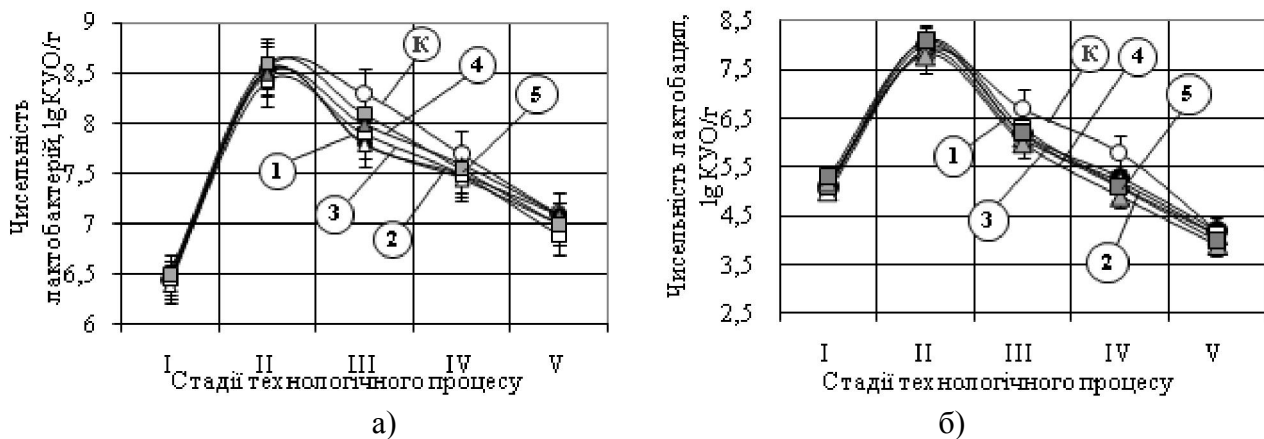 Чисельність
лактобактерій, lg КУО/г
9
8,5
8
7,5
7
6,5
6
К
4
5
1
3
2
I II III IV V
Стадії технологічного процесу
а)
Чисельність лактобацил,
lg КУО/г
8,5
7,5
6,5
5,5
4,5
3,5
2,5
К
4
5
1
3
2
I II III IV V
Стадії технологічного процесу
б)